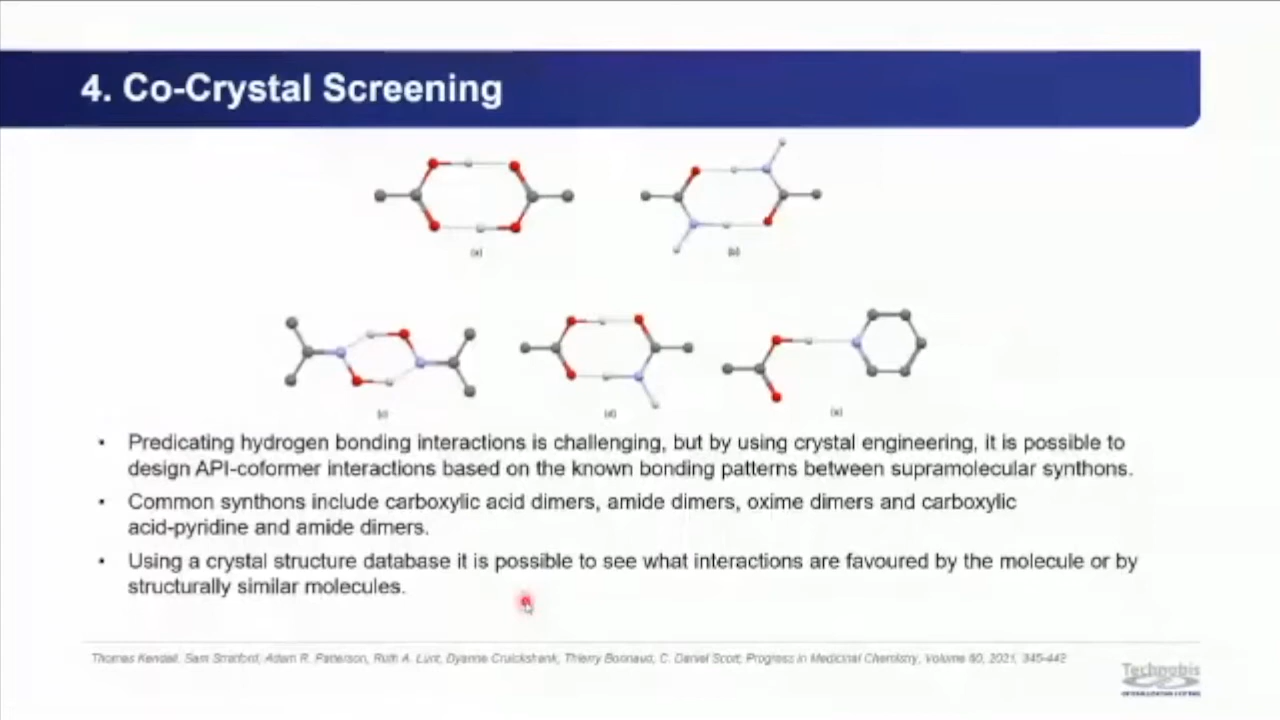 4. Co-Crystal Screening
(a)
(b)
(c)
(d)
(e)
• Predicating hydrogen bonding interactions is challenging, but by using crystal engineering, it is possible to
design API-coformer interactions based on the known bonding patterns between supramolecular synthons.
• Common synthons include carboxylic acid dimers, amide dimers, oxime dimers and carboxylic
acid-pyridine and amide dimers.
• Using a crystal structure database it is possible to see what interactions are favoured by the molecule or by
structurally similar molecules.
Thomas Kendall, Sam Stratford, Adam R. Patterson, Ruth A. Lunt, Dyanne Cruickshank, Thierry Bonnaud, C. Daniel Scott, Progress in Medicinal Chemistry, Volume 60, 2021, 345-442
Technobis